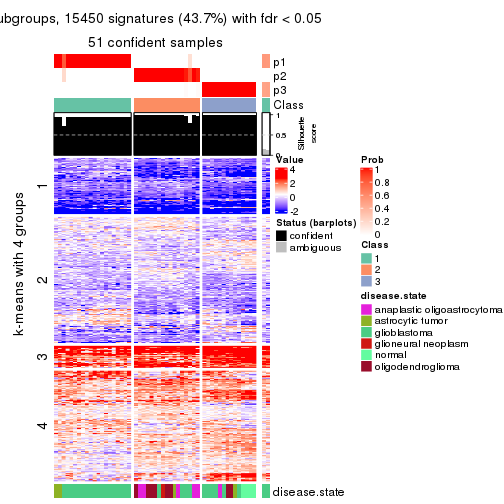 ubgroups, 15450 signatures (43.7%) with fdr < 0.05
51 confident samples
p1
p2
p3
Class
1
0.5
0
Silhouette
score
k-means with 4 groups
1
2
3
4
Value
4
2
0
-2
Status (barplots)
confident
ambiguous
Prob
1
0.8
0.6
0.4
0.2
0
Class
1
2
3
disease.state
anaplastic oligoastrocytoma
astrocytic tumor
glioblastoma
glioneural neoplasm
normal
oligodendroglioma
disease.state